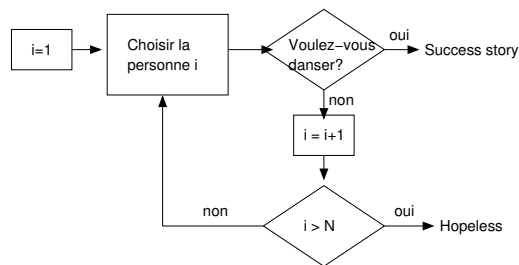 i=1
Choisir la
personne i
Voulez-vous
danser?
oui
Success story
non
i = i+1
i > N
non
oui
Hopeless